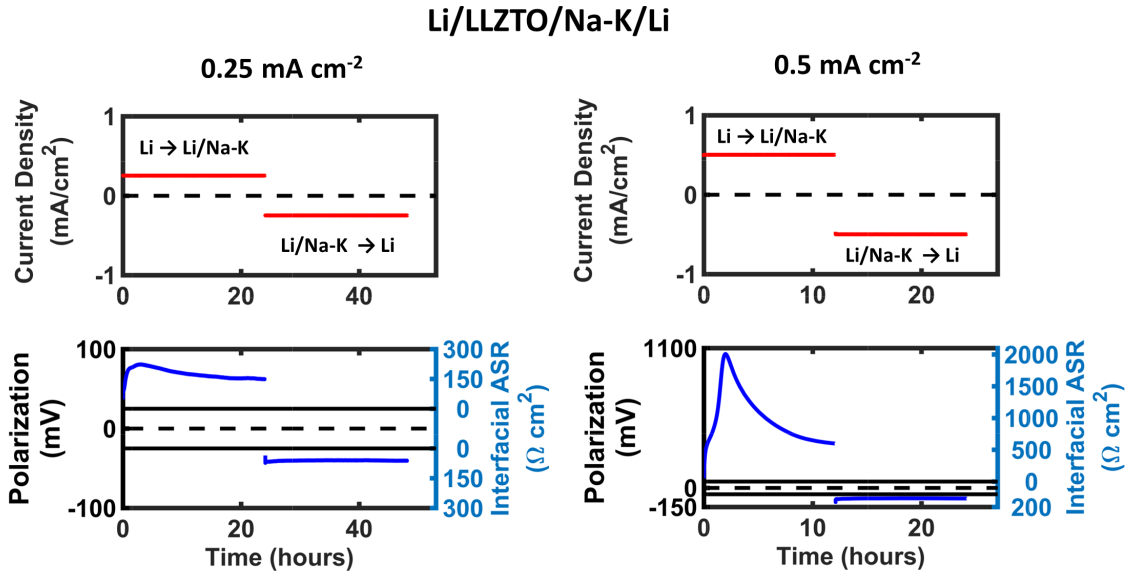 Li/LLZTO/Na-K/Li
0.25 mA cm⁻²
Current Density
(mA/cm²)
1
0
-1
Li → Li/Na-K
Li/Na-K → Li
0
20
40
Polarization
(mV)
100
0
-100
300
150
0
0
150
300
Interfacial ASR
(Ω cm²)
0
20
40
Time (hours)
0.5 mA cm⁻²
Current Density
(mA/cm²)
1
0
-1
Li → Li/Na-K
Li/Na-K → Li
0
10
20
Polarization
(mV)
1100
0
-150
2000
1500
1000
500
0
200
Interfacial ASR
(Ω cm²)
0
10
20
Time (hours)